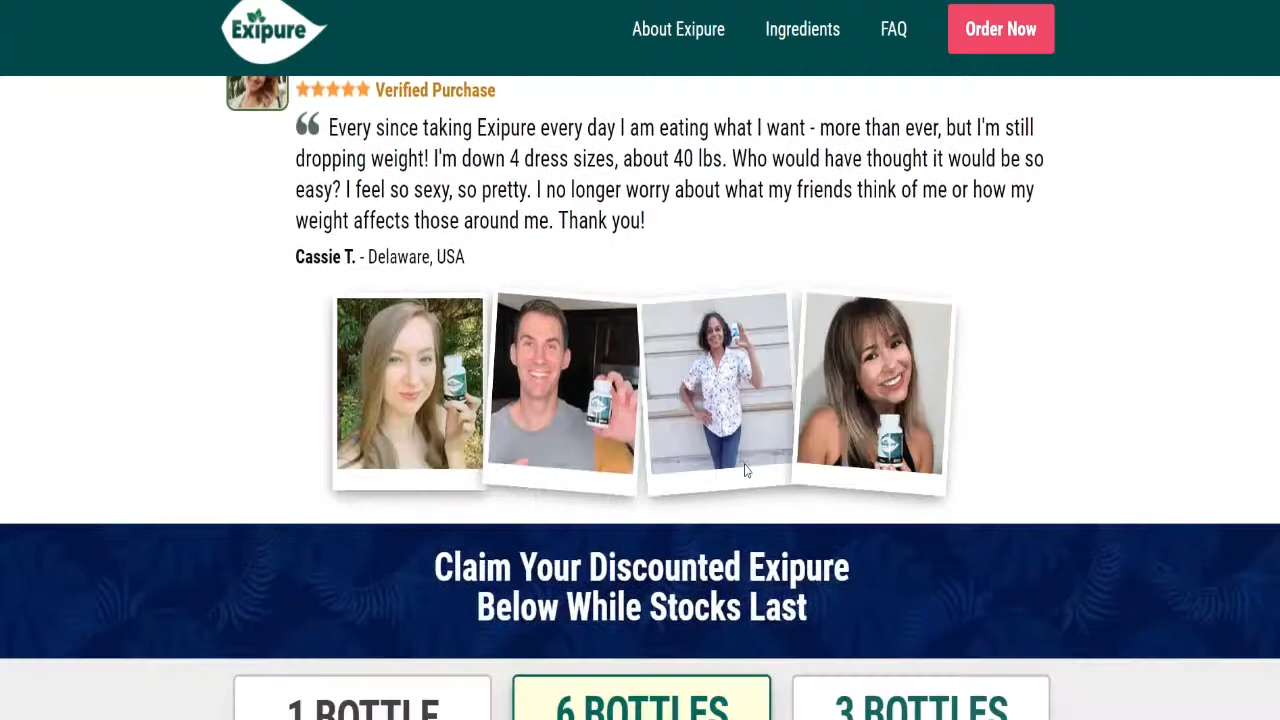 Exipure
About Exipure
Ingredients
FAQ
Order Now
Verified Purchase
“ Every since taking Exipure every day I am eating what I want - more than ever, but I'm still
dropping weight! I'm down 4 dress sizes, about 40 lbs. Who would have thought it would be so
easy? I feel so sexy, so pretty. I no longer worry about what my friends think of me or how my
weight affects those around me. Thank you!
Cassie T. - Delaware, USA
Claim Your Discounted Exipure
Below While Stocks Last
1 BOTTLE
6 BOTTLES
3 BOTTLES